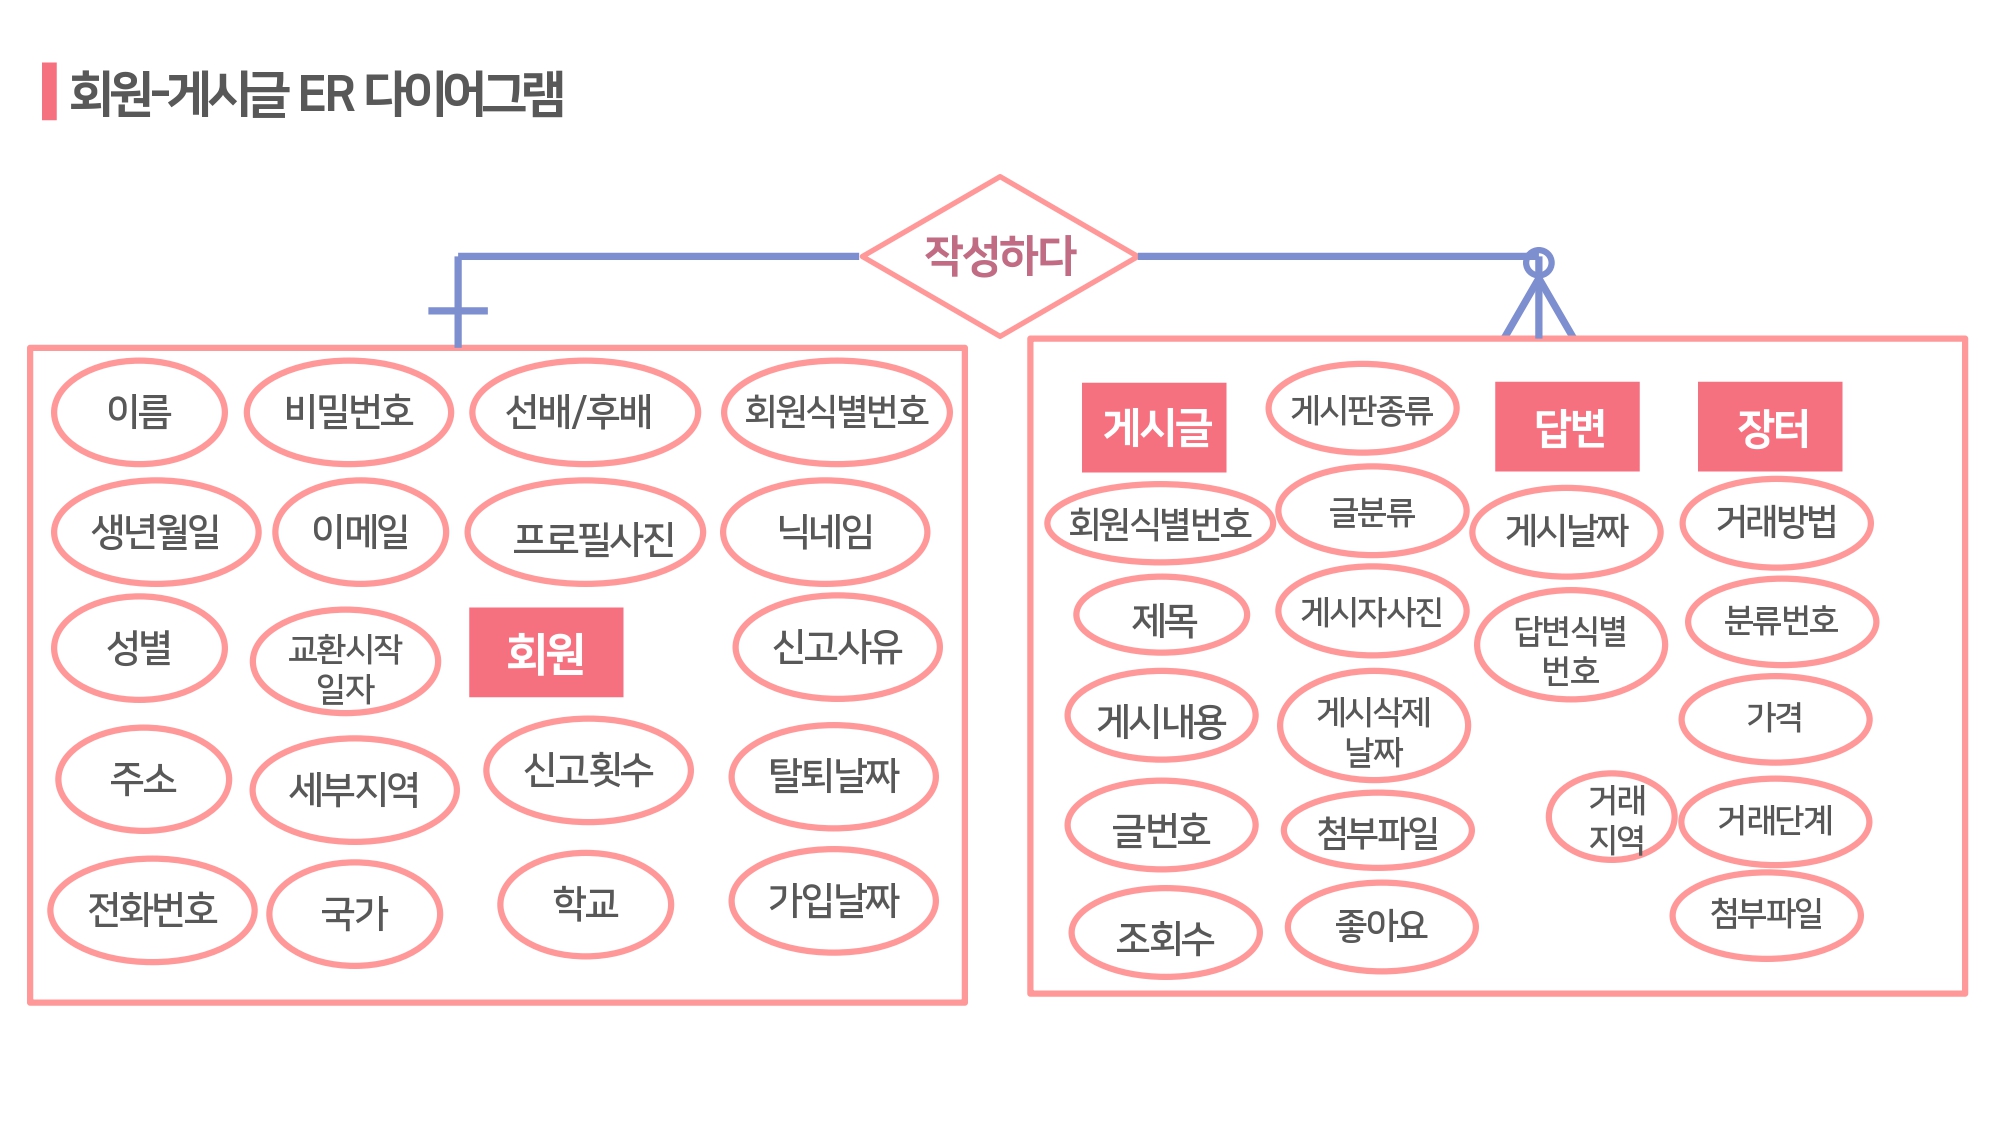 회원-게시글 ER 다이어그램
작성하다
이름
비밀번호
선배/후배
회원식별번호
생년월일
이메일
프로필사진
닉네임
성별
교환시작
일자
회원
신고사유
주소
세부지역
신고횟수
탈퇴날짜
전화번호
국가
학교
가입날짜
게시글
게시판종류
답변
장터
회원식별번호
글분류
게시날짜
거래방법
제목
게시자사진
답변식별
번호
분류번호
게시내용
게시삭제
날짜
가격
글번호
첨부파일
거래
지역
거래단계
조회수
좋아요
첨부파일